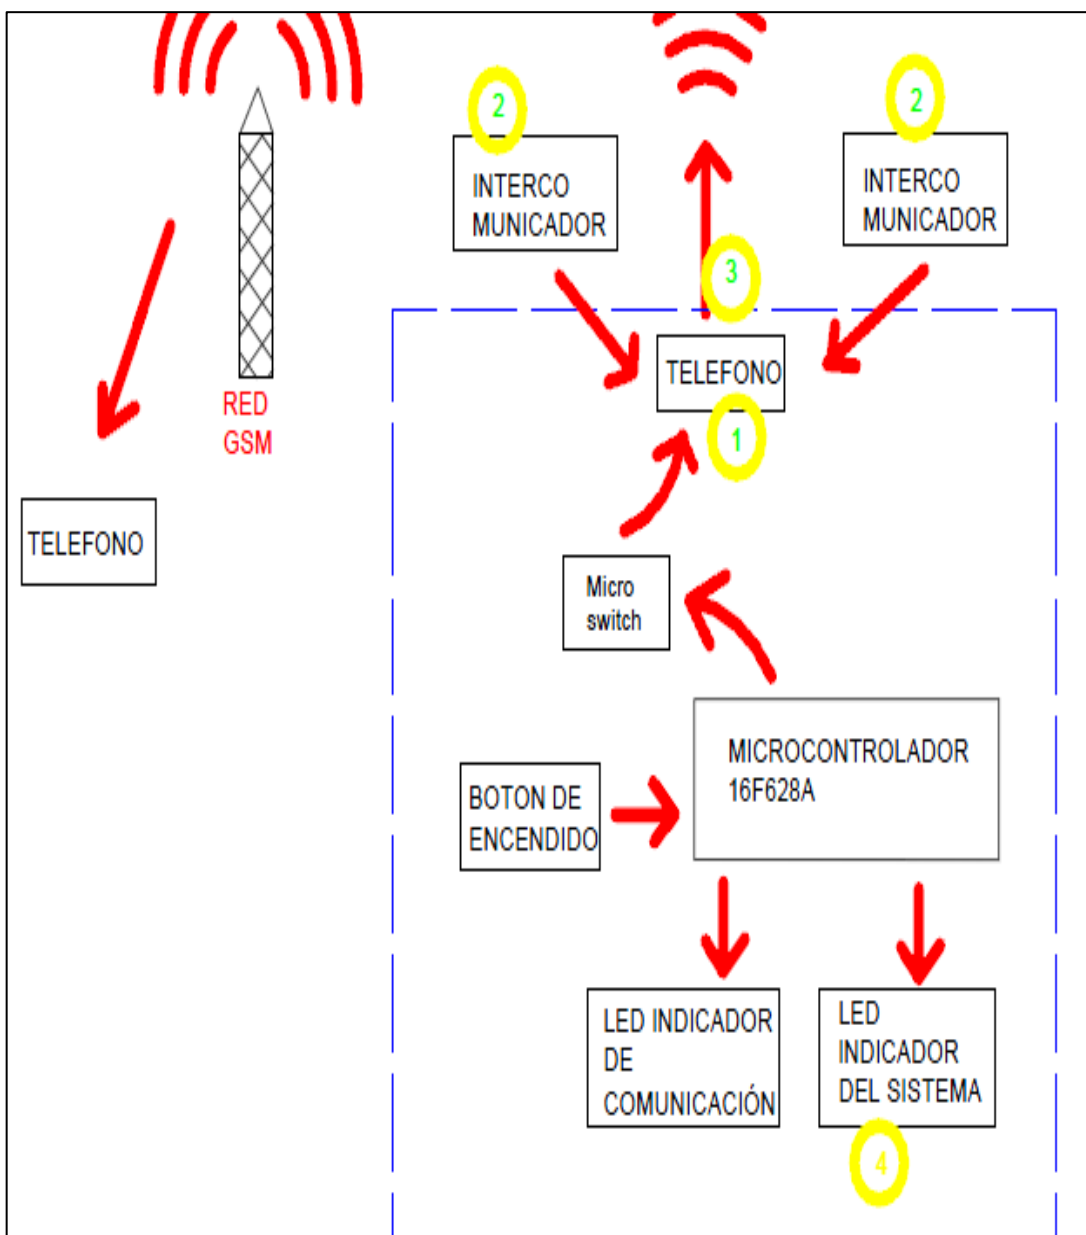 2
2
INTERCO
MUNICADOR
INTERCO
MUNICADOR
3
TELEFONO
1
RED
GSM
TELEFONO
Micro
switch
MICROCONTROLADOR
16F628A
BOTON DE
ENCENDIDO
LED INDICADOR
DE
COMUNICACIÓN
LED
INDICADOR
DEL SISTEMA
4